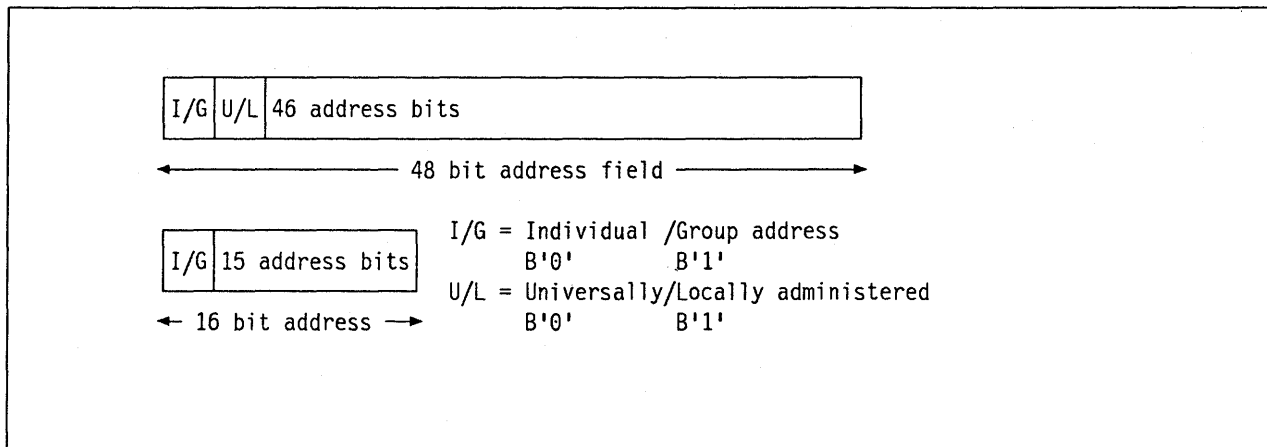 I/G U/L 46 address bits
48 bit address field
I/G 15 address bits
16 bit address
I/G = Individual /Group address
B'0' B'1'
U/L = Universally/Locally administered
B'0' B'1'